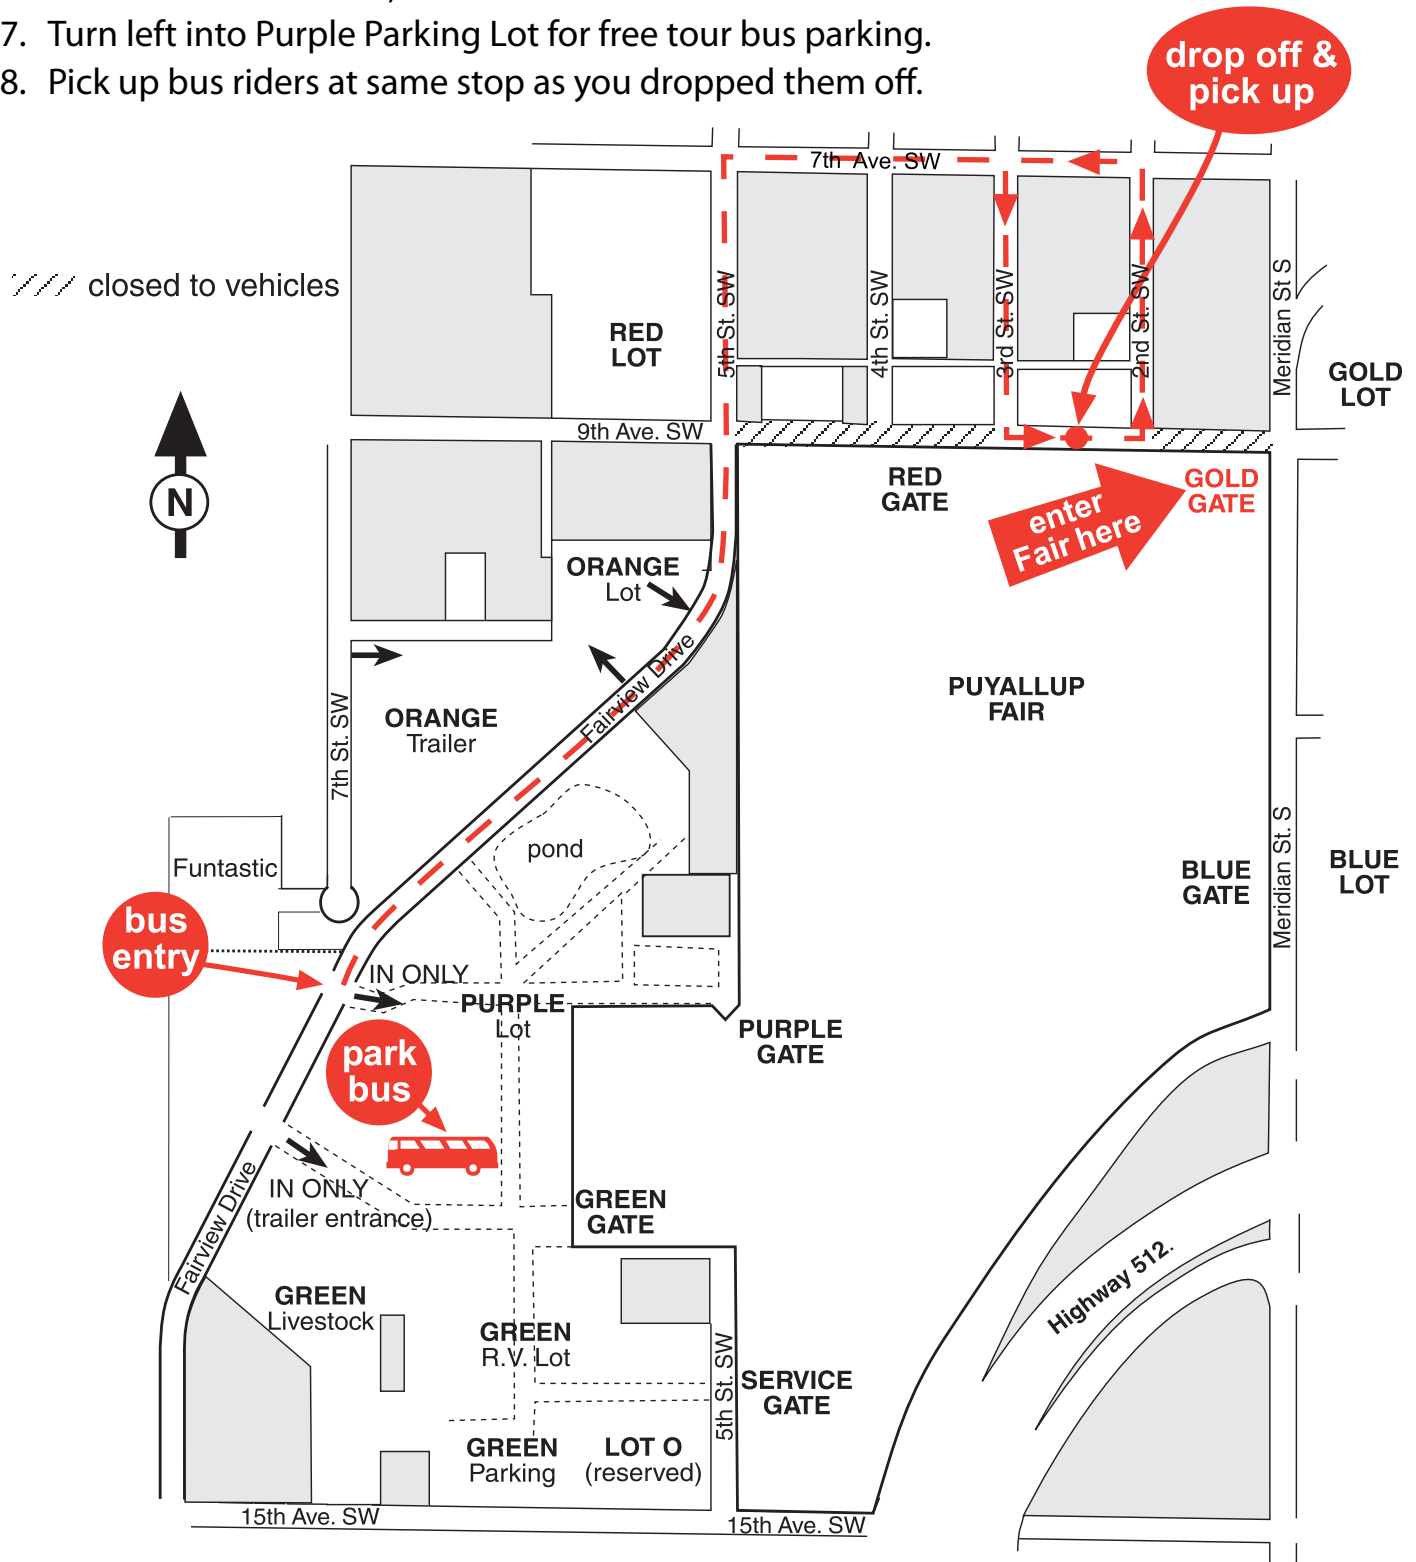 7. Turn left into Purple Parking Lot for free tour bus parking.
8. Pick up bus riders at same stop as you dropped them off.
drop off &
pick up
7th Ave. SW
closed to vehicles
RED
LOT
5th St. SW
4th St. SW
3rd St. SW
2nd St. SW
Meridian St S
GOLD
LOT
9th Ave. SW
RED
GATE
GOLD
GATE
enter
Fair here
N
ORANGE
Lot
Fairview Drive
PUYALLUP
FAIR
ORANGE
Trailer
7th St. SW
pond
Funtastic
BLUE
GATE
Meridian St. S
BLUE
LOT
bus
entry
IN ONLY
PURPLE
Lot
PURPLE
GATE
park
bus
IN ONLY
(trailer entrance)
GREEN
GATE
Fairview Drive
Highway 512.
GREEN
Livestock
GREEN
R.V. Lot
5th St. SW
SERVICE
GATE
GREEN
Parking
LOT O
(reserved)
15th Ave. SW
15th Ave. SW